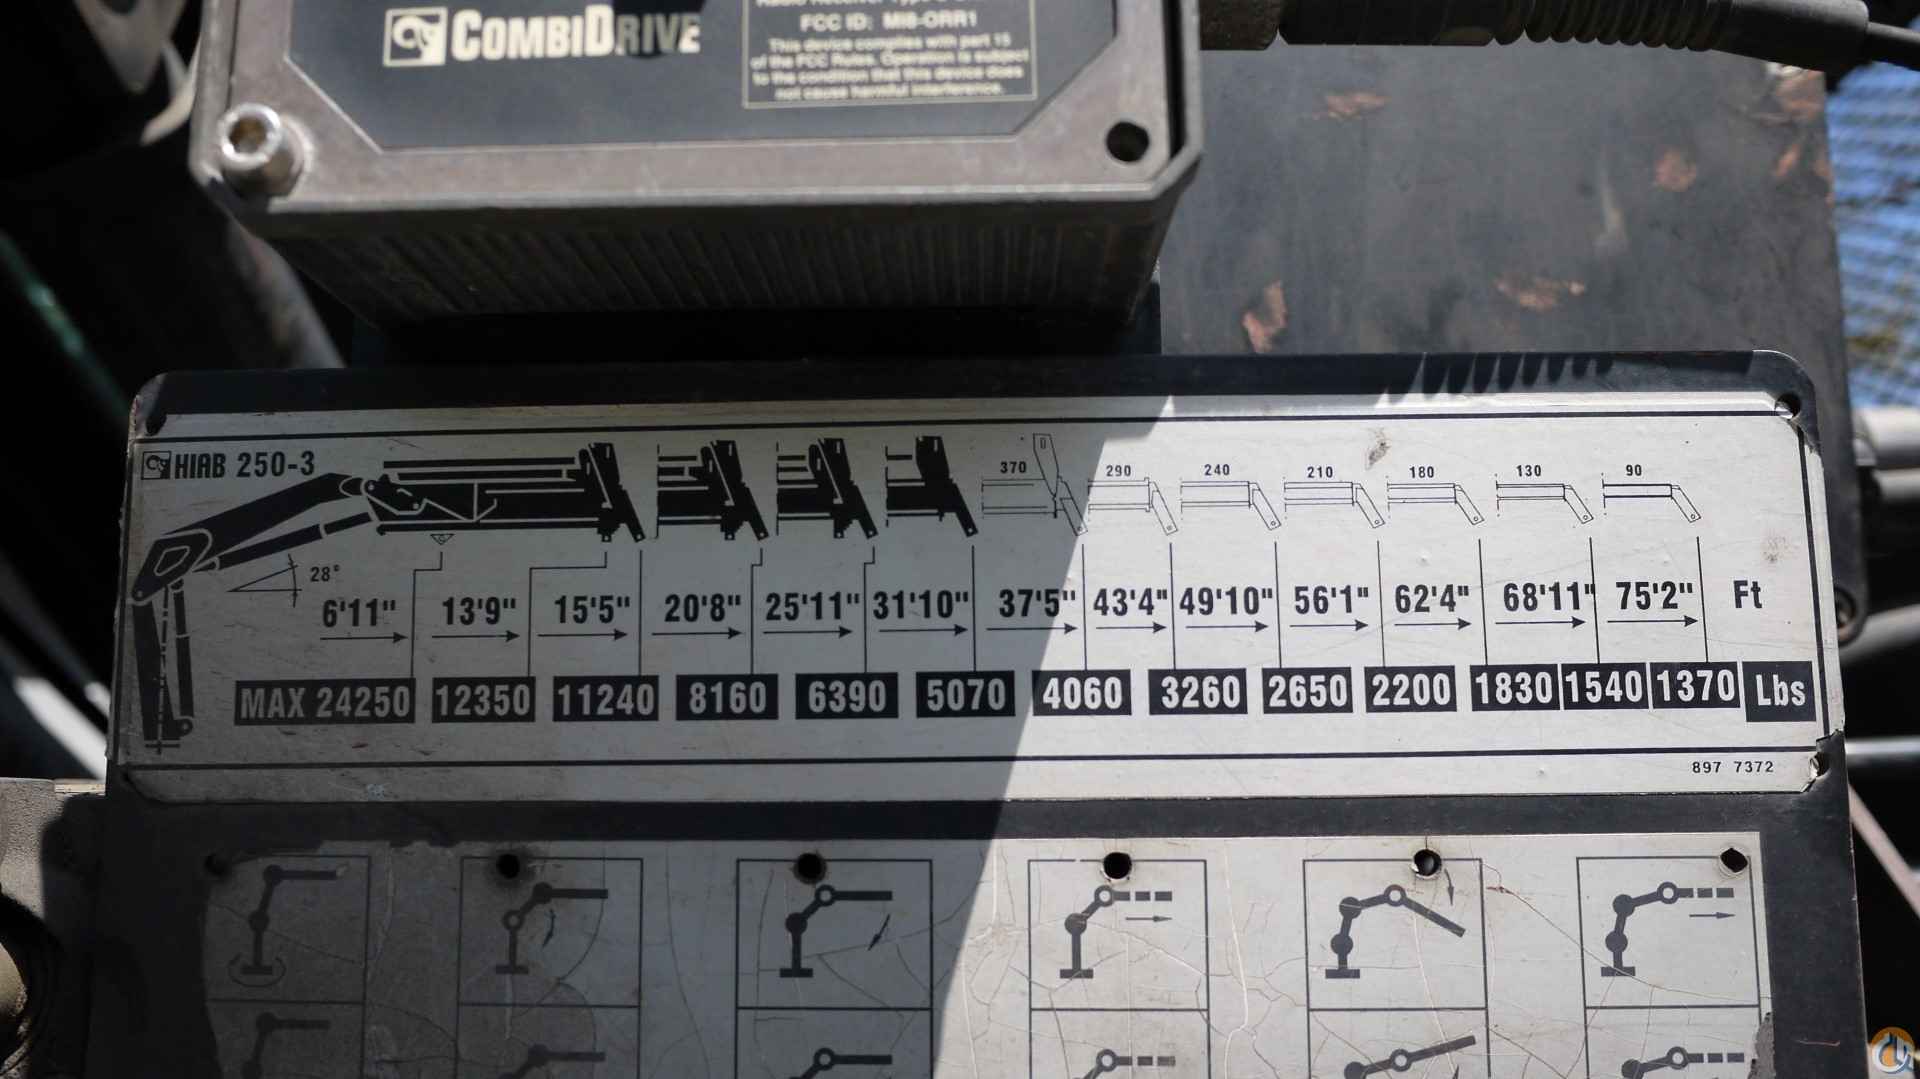 COMBIDRIVE
FCC ID: MI8-ORR1
This device complies with part 15
of the FCC Rules. Operation is subject
to the condition that this device does
not cause harmful interference.
HIAB 250-3
370 290 240 210 180 130 90
28°
6'11" 13'9" 15'5" 20'8" 25'11" 31'10" 37'5" 43'4" 49'10" 56'1" 62'4" 68'11" 75'2" Ft
MAX 24250 12350 11240 8160 6390 5070 4060 3260 2650 2200 1830 1540 1370 Lbs
897 7372